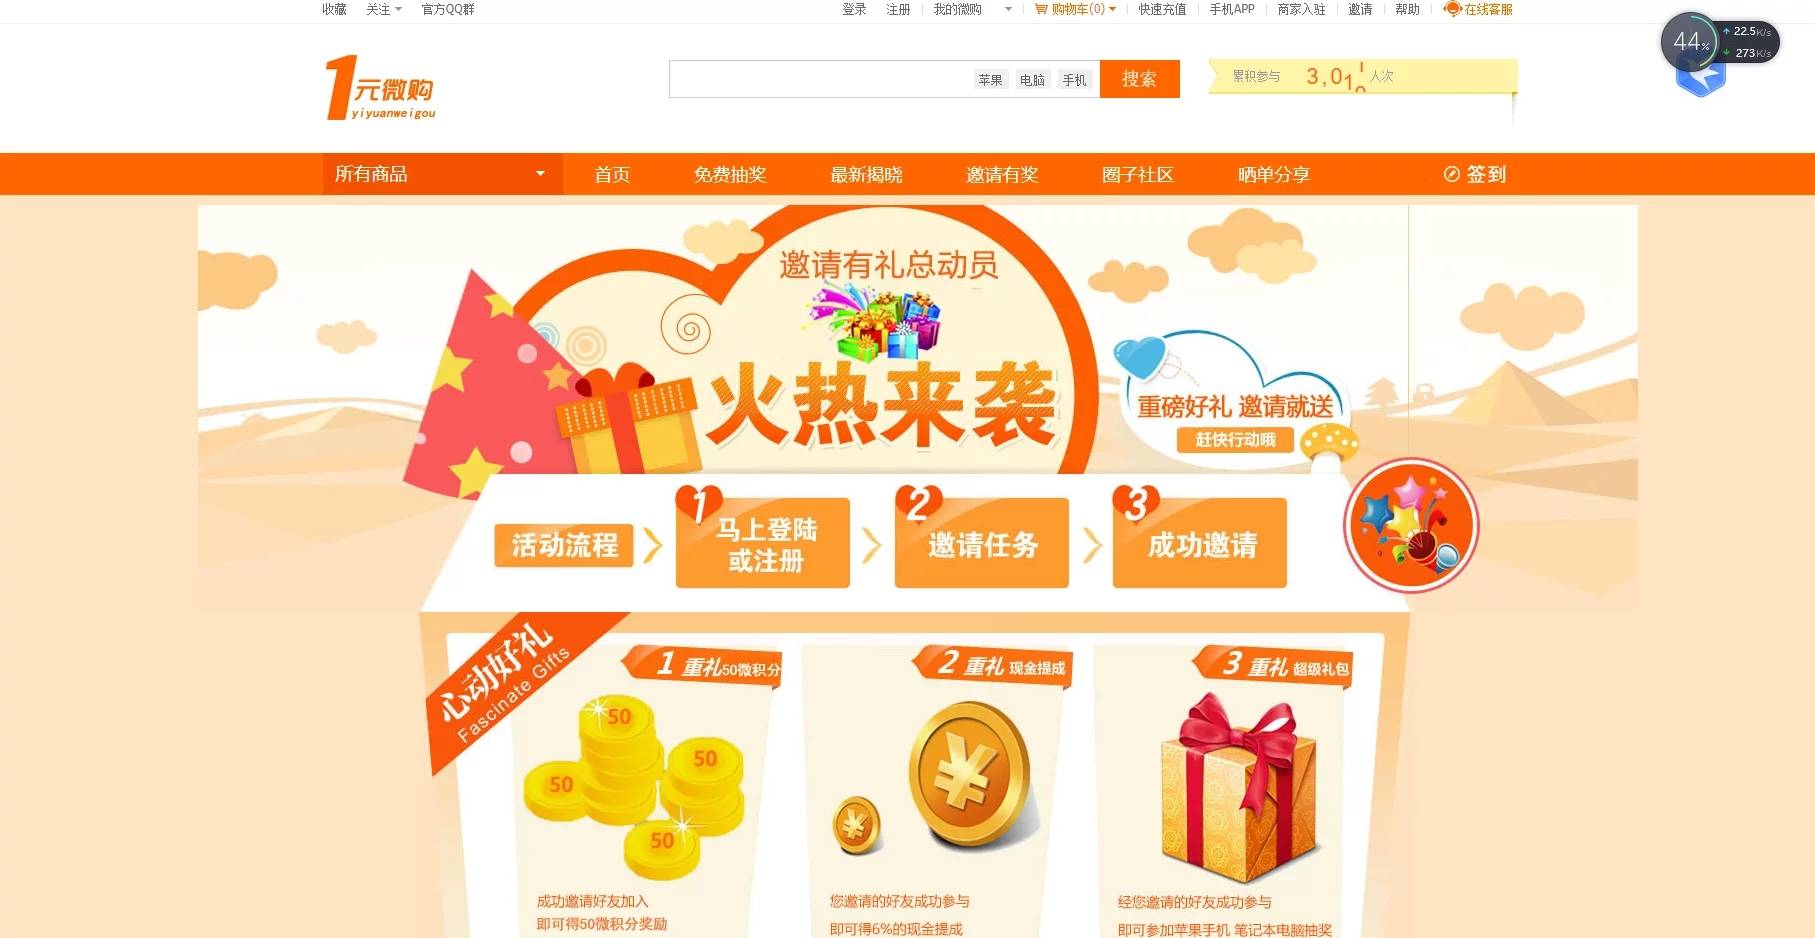 收藏 关注 官方QQ群 登录 注册 我的微购 购物车(0) 快速充值 手机APP 商家入驻 邀请 帮助 在线客服
44% 22.5K/s
273K/s
1元微购
yiyuanweigou
苹果 电脑 手机 搜索
累积参与 3,01 人次
所有商品 首页 免费抽奖 最新揭晓 邀请有奖 圈子社区 晒单分享 签到
邀请有礼总动员
火热来袭
重磅好礼 邀请就送
赶快行动哦
活动流程
1 马上登陆
或注册
2 邀请任务
3 成功邀请
心动好礼
Fascinate Gifts
1 重礼50微积分
2 重礼 现金提成
3 重礼 超级礼包
50
50
50
50
成功邀请好友加入
即可得50微积分奖励
您邀请的好友成功参与
即可得6%的现金提成
经您邀请的好友成功参与
即可参加苹果手机 笔记本电脑抽奖